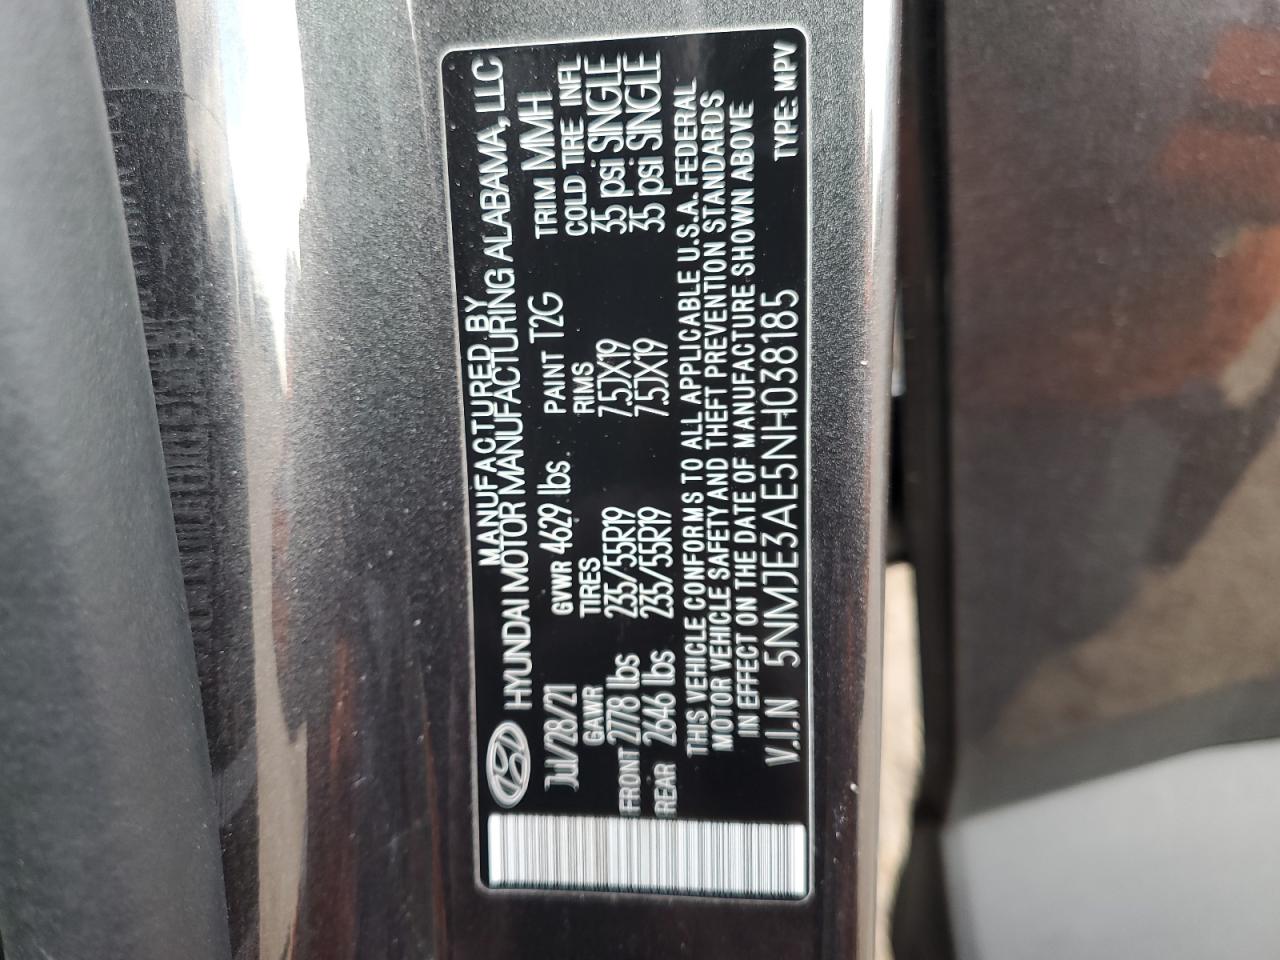 MANUFACTURED BY
HYUNDAI MOTOR MANUFACTURING ALABAMA, LLC
Jul/28/21 GVWR 4629 lbs. PAINT T2G TRIM MMH
GAWR TIRES RIMS COLD TIRE INFL
FRONT 2778 lbs 235/55R19 7.5JX19 35 psi SINGLE
REAR 2646 lbs 235/55R19 7.5JX19 35 psi SINGLE
THIS VEHICLE CONFORMS TO ALL APPLICABLE U.S.A. FEDERAL
MOTOR VEHICLE SAFETY AND THEFT PREVENTION STANDARDS
IN EFFECT ON THE DATE OF MANUFACTURE SHOWN ABOVE
V.I.N 5NMJE3AE5NH038185 TYPE: MPV